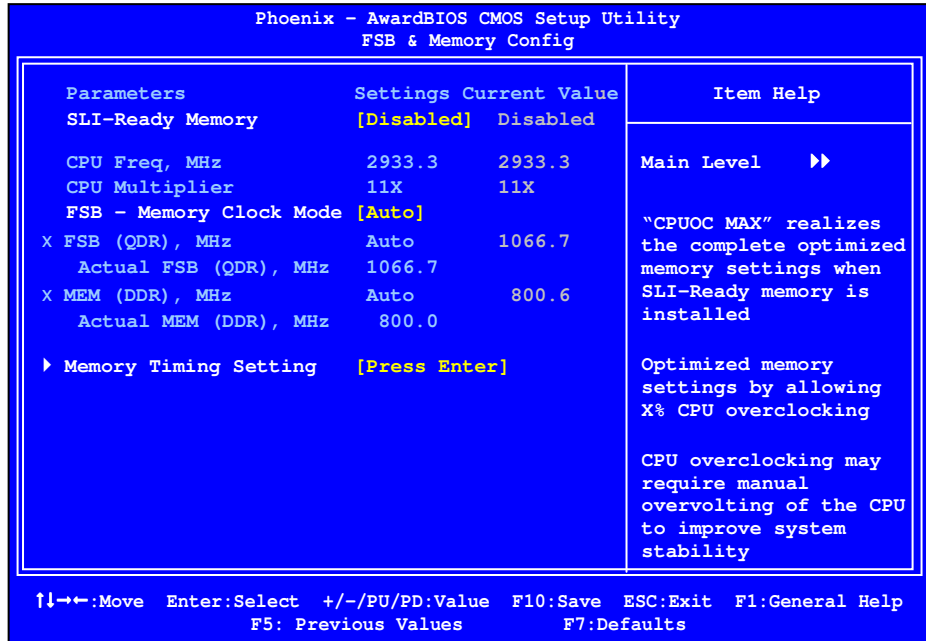 Phoenix - AwardBIOS CMOS Setup Utility
FSB & Memory Config
Parameters Settings Current Value
SLI-Ready Memory [Disabled] Disabled
CPU Freq, MHz 2933.3 2933.3
CPU Multiplier 11X 11X
FSB - Memory Clock Mode [Auto]
X FSB (QDR), MHz Auto 1066.7
Actual FSB (QDR), MHz 1066.7
X MEM (DDR), MHz Auto 800.6
Actual MEM (DDR), MHz 800.0
Memory Timing Setting [Press Enter]
Item Help
Main Level
“CPUOC MAX” realizes
the complete optimized
memory settings when
SLI-Ready memory is
installed
Optimized memory
settings by allowing
X% CPU overclocking
CPU overclocking may
require manual
overvolting of the CPU
to improve system
stability
↑↓→←:Move Enter:Select +/-/PU/PD:Value F10:Save ESC:Exit F1:General Help
F5: Previous Values F7:Defaults